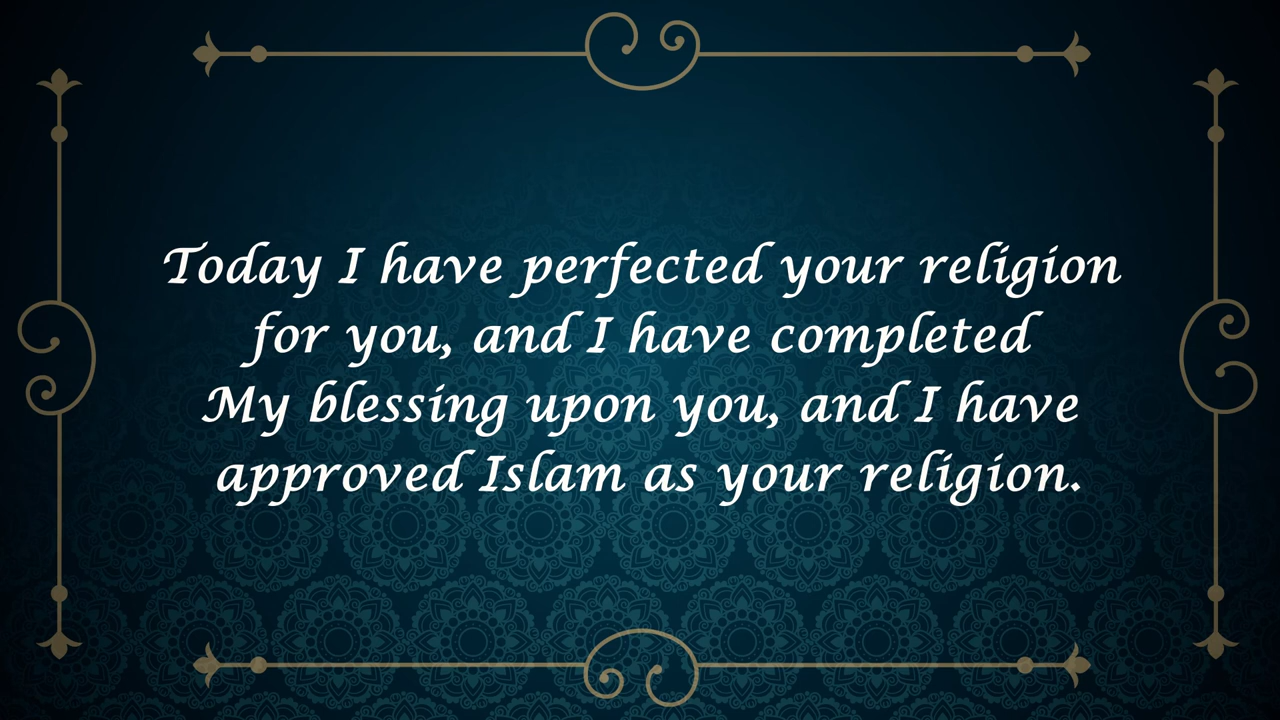 Today I have perfected your religion
for you, and I have completed
My blessing upon you, and I have
approved Islam as your religion.